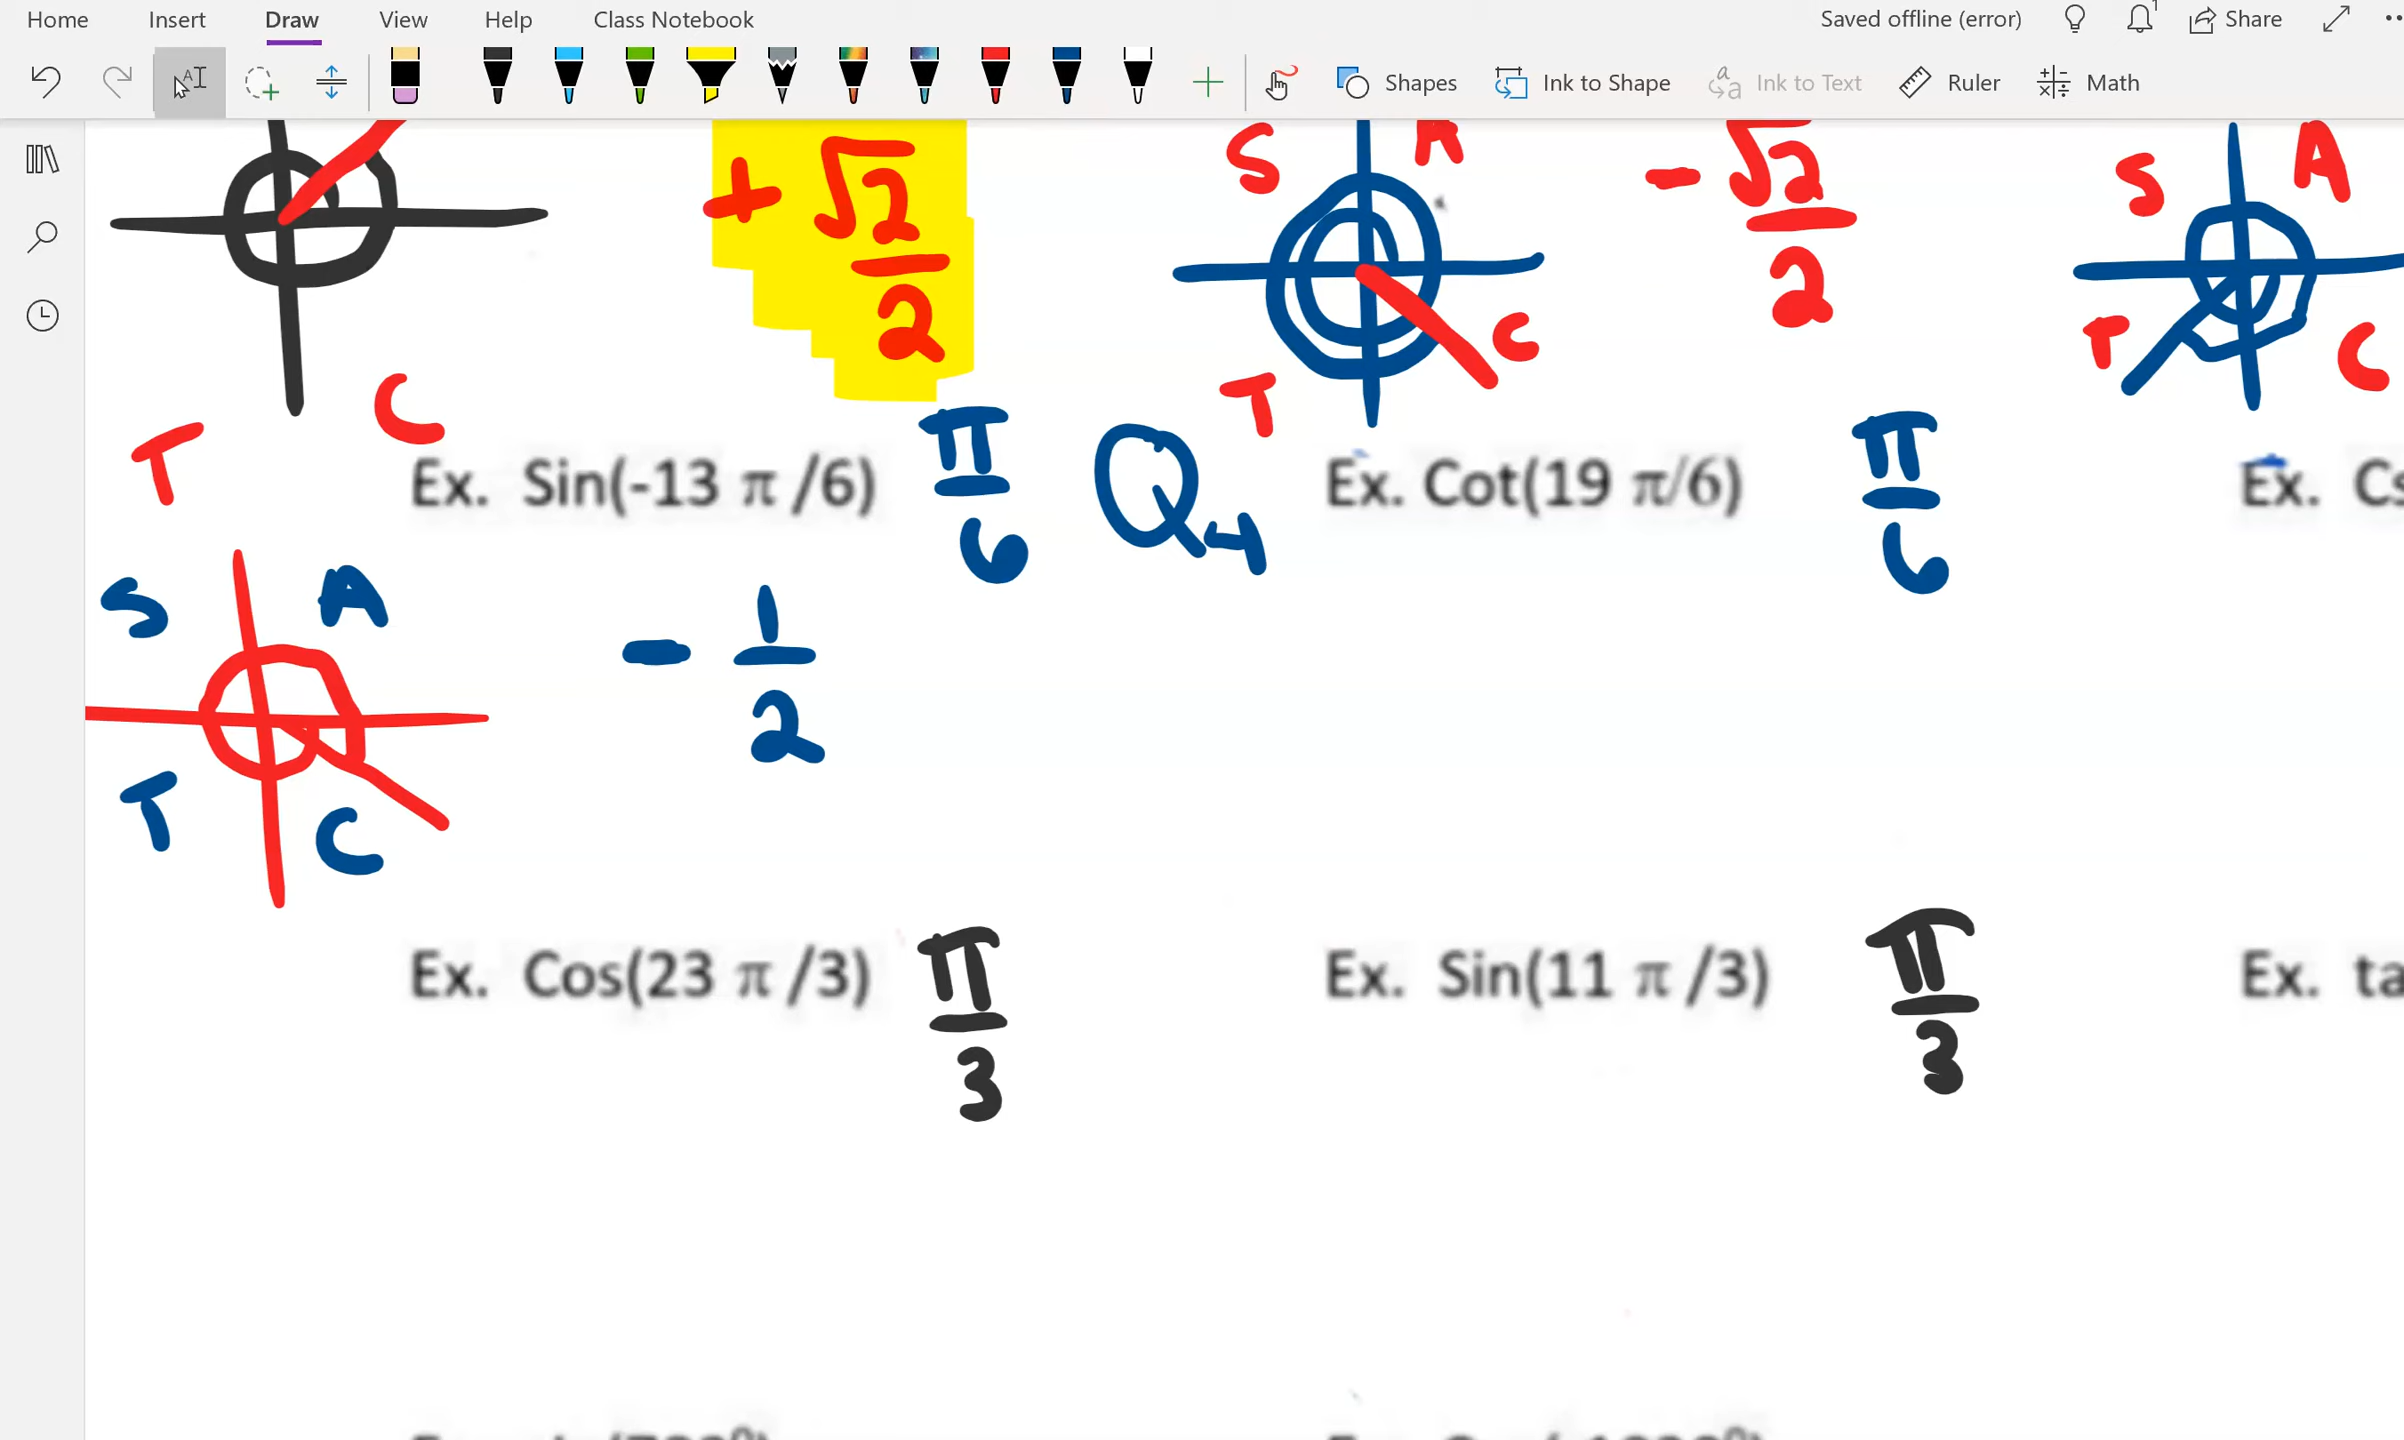 Home Insert Draw View Help Class Notebook Saved offline (error) 1 Share
Shapes Ink to Shape Ink to Text Ruler Math
+ √2/2
S A
T C
- √2/2
S A
T C
T C
Ex. Sin(-13 π /6) π/6 Q4
Ex. Cot(19 π/6) π/6
Ex.
S A
T C
- 1/2
Ex. Cos(23 π /3) π/3
Ex. Sin(11 π /3) π/3
Ex.